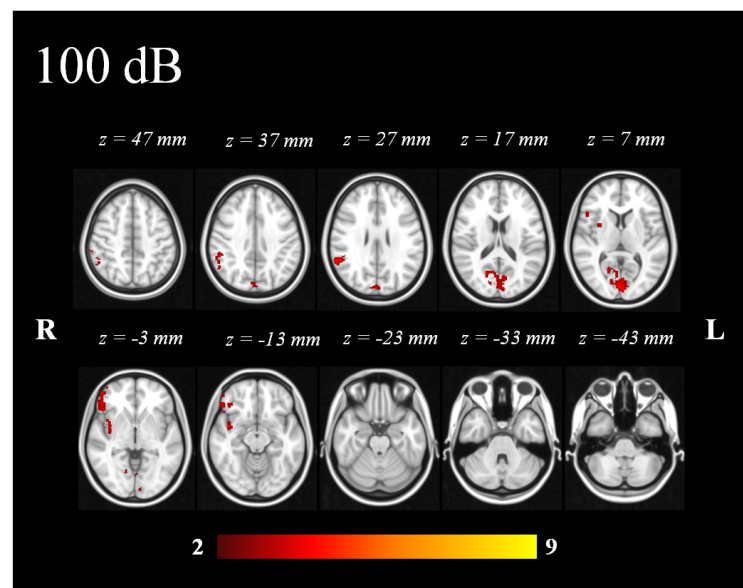 100 dB
z = 47 mm z = 37 mm z = 27 mm z = 17 mm z = 7 mm
R L
z = -3 mm z = -13 mm z = -23 mm z = -33 mm z = -43 mm
2 9